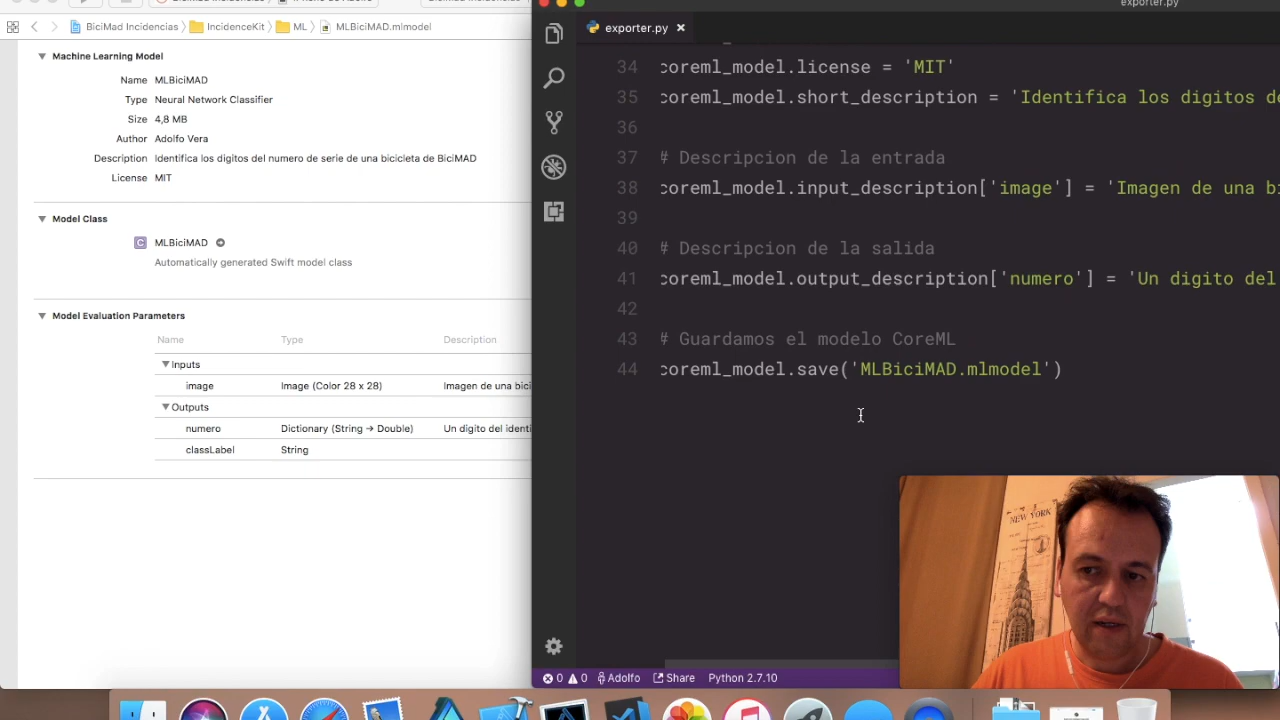 BiciMad Incidencias
IncidenceKit
ML
MLBiciMAD.mlmodel
Machine Learning Model
Name MLBiciMAD
Type Neural Network Classifier
Size 4,8 MB
Author Adolfo Vera
Description Identifica los digitos del numero de serie de una bicicleta de BiciMAD
License MIT
Model Class
C MLBiciMAD
Automatically generated Swift model class
Model Evaluation Parameters
Name Type Description
Inputs
image Image (Color 28 x 28) Imagen de una bici
Outputs
numero Dictionary (String → Double) Un digito del identi
classLabel String
exporter.py
exporter.py
34 coreml_model.license = 'MIT'
35 coreml_model.short_description = 'Identifica los digitos de
36
37 # Descripcion de la entrada
38 coreml_model.input_description['image'] = 'Imagen de una bi
39
40 # Descripcion de la salida
41 coreml_model.output_description['numero'] = 'Un digito del
42
43 # Guardamos el modelo CoreML
44 coreml_model.save('MLBiciMAD.mlmodel')
0 0 Adolfo Share Python 2.7.10
NEW YORK